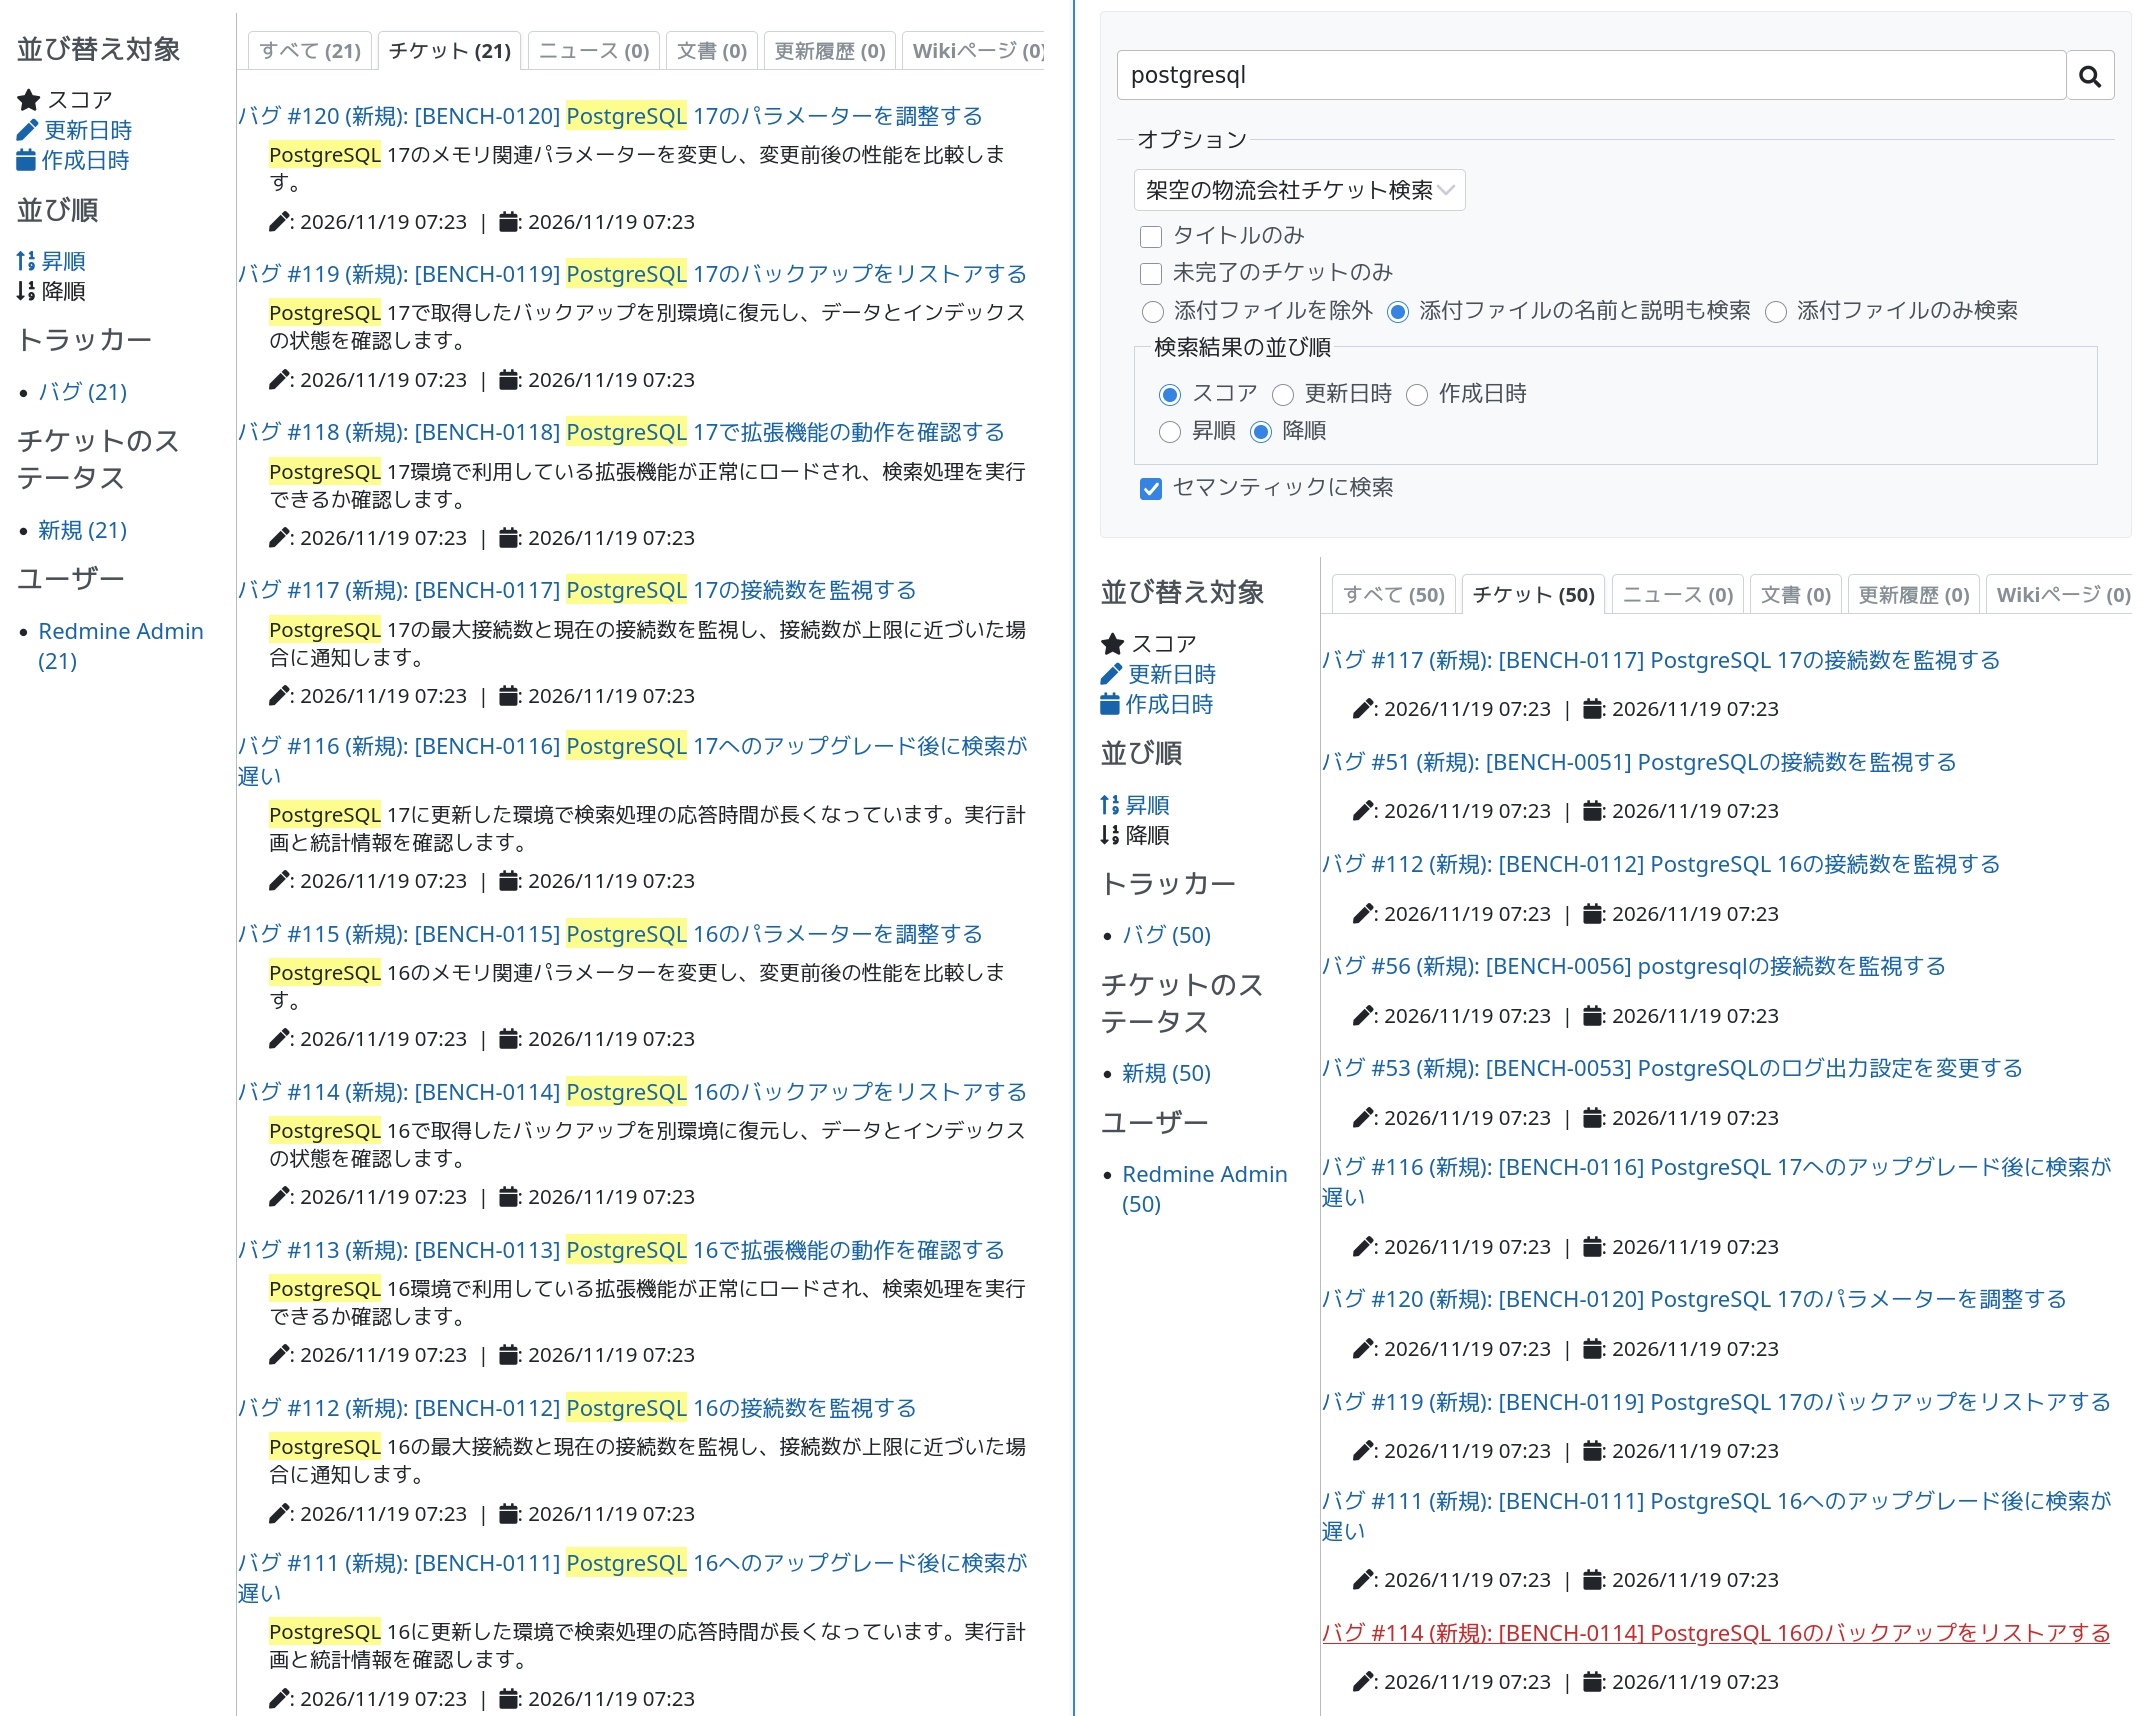 並び替え対象
スコア
更新日時
作成日時
並び順
昇順
降順
トラッカー
バグ (21)
チケットのス
テータス
新規 (21)
ユーザー
Redmine Admin
(21)
すべて (21) チケット (21) ニュース (0) 文書 (0) 更新履歴 (0) Wikiページ (0)
バグ #120 (新規): [BENCH-0120] PostgreSQL 17のパラメーターを調整する
PostgreSQL 17のメモリ関連パラメーターを変更し、変更前後の性能を比較しま
す。
: 2026/11/19 07:23 | : 2026/11/19 07:23
バグ #119 (新規): [BENCH-0119] PostgreSQL 17のバックアップをリストアする
PostgreSQL 17で取得したバックアップを別環境に復元し、データとインデックス
の状態を確認します。
: 2026/11/19 07:23 | : 2026/11/19 07:23
バグ #118 (新規): [BENCH-0118] PostgreSQL 17で拡張機能の動作を確認する
PostgreSQL 17環境で利用している拡張機能が正常にロードされ、検索処理を実行
できるか確認します。
: 2026/11/19 07:23 | : 2026/11/19 07:23
バグ #117 (新規): [BENCH-0117] PostgreSQL 17の接続数を監視する
PostgreSQL 17の最大接続数と現在の接続数を監視し、接続数が上限に近づいた場
合に通知します。
: 2026/11/19 07:23 | : 2026/11/19 07:23
バグ #116 (新規): [BENCH-0116] PostgreSQL 17へのアップグレード後に検索が
遅い
PostgreSQL 17に更新した環境で検索処理の応答時間が長くなっています。実行計
画と統計情報を確認します。
: 2026/11/19 07:23 | : 2026/11/19 07:23
バグ #115 (新規): [BENCH-0115] PostgreSQL 16のパラメーターを調整する
PostgreSQL 16のメモリ関連パラメーターを変更し、変更前後の性能を比較しま
す。
: 2026/11/19 07:23 | : 2026/11/19 07:23
バグ #114 (新規): [BENCH-0114] PostgreSQL 16のバックアップをリストアする
PostgreSQL 16で取得したバックアップを別環境に復元し、データとインデックス
の状態を確認します。
: 2026/11/19 07:23 | : 2026/11/19 07:23
バグ #113 (新規): [BENCH-0113] PostgreSQL 16で拡張機能の動作を確認する
PostgreSQL 16環境で利用している拡張機能が正常にロードされ、検索処理を実行
できるか確認します。
: 2026/11/19 07:23 | : 2026/11/19 07:23
バグ #112 (新規): [BENCH-0112] PostgreSQL 16の接続数を監視する
PostgreSQL 16の最大接続数と現在の接続数を監視し、接続数が上限に近づいた場
合に通知します。
: 2026/11/19 07:23 | : 2026/11/19 07:23
バグ #111 (新規): [BENCH-0111] PostgreSQL 16へのアップグレード後に検索が
遅い
PostgreSQL 16に更新した環境で検索処理の応答時間が長くなっています。実行計
画と統計情報を確認します。
: 2026/11/19 07:23 | : 2026/11/19 07:23
postgresql
オプション
架空の物流会社チケット検索
タイトルのみ
未完了のチケットのみ
添付ファイルを除外 添付ファイルの名前と説明も検索 添付ファイルのみ検索
検索結果の並び順
スコア 更新日時 作成日時
昇順 降順
セマンティックに検索
並び替え対象
スコア
更新日時
作成日時
並び順
昇順
降順
トラッカー
バグ (50)
チケットのス
テータス
新規 (50)
ユーザー
Redmine Admin
(50)
すべて (50) チケット (50) ニュース (0) 文書 (0) 更新履歴 (0) Wikiページ (0)
バグ #117 (新規): [BENCH-0117] PostgreSQL 17の接続数を監視する
: 2026/11/19 07:23 | : 2026/11/19 07:23
バグ #51 (新規): [BENCH-0051] PostgreSQLの接続数を監視する
: 2026/11/19 07:23 | : 2026/11/19 07:23
バグ #112 (新規): [BENCH-0112] PostgreSQL 16の接続数を監視する
: 2026/11/19 07:23 | : 2026/11/19 07:23
バグ #56 (新規): [BENCH-0056] postgresqlの接続数を監視する
: 2026/11/19 07:23 | : 2026/11/19 07:23
バグ #53 (新規): [BENCH-0053] PostgreSQLのログ出力設定を変更する
: 2026/11/19 07:23 | : 2026/11/19 07:23
バグ #116 (新規): [BENCH-0116] PostgreSQL 17へのアップグレード後に検索が
遅い
: 2026/11/19 07:23 | : 2026/11/19 07:23
バグ #120 (新規): [BENCH-0120] PostgreSQL 17のパラメーターを調整する
: 2026/11/19 07:23 | : 2026/11/19 07:23
バグ #119 (新規): [BENCH-0119] PostgreSQL 17のバックアップをリストアする
: 2026/11/19 07:23 | : 2026/11/19 07:23
バグ #111 (新規): [BENCH-0111] PostgreSQL 16へのアップグレード後に検索が
遅い
: 2026/11/19 07:23 | : 2026/11/19 07:23
バグ #114 (新規): [BENCH-0114] PostgreSQL 16のバックアップをリストアする
: 2026/11/19 07:23 | : 2026/11/19 07:23